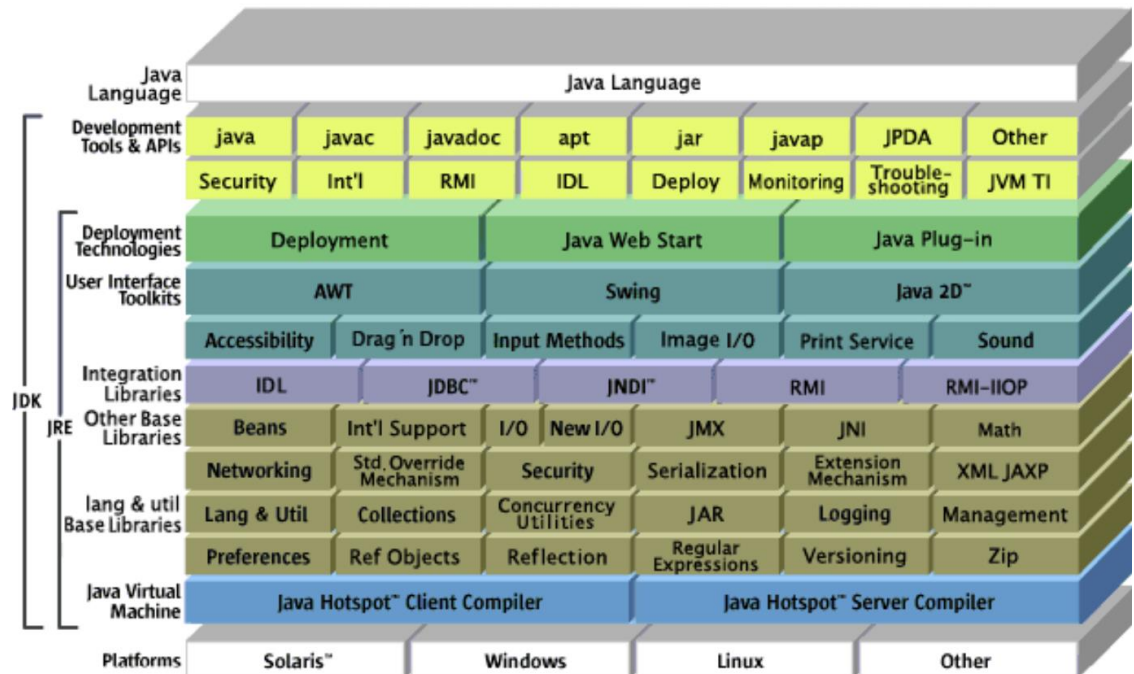 Java
Language
Java Language
JDK
Development
Tools & APIs
java javac javadoc apt jar javap JPDA Other
Security Int'l RMI IDL Deploy Monitoring Trouble-
shooting JVM TI
JRE
Deployment
Technologies
Deployment Java Web Start Java Plug-in
User Interface
Toolkits
AWT Swing Java 2D™
Accessibility Drag 'n Drop Input Methods Image I/O Print Service Sound
Integration
Libraries
IDL JDBC™ JNDI™ RMI RMI-IIOP
Other Base
Libraries
Beans Int'l Support I/O New I/O JMX JNI Math
Networking Std. Override
Mechanism Security Serialization Extension
Mechanism XML JAXP
lang & util
Base Libraries
Lang & Util Collections Concurrency
Utilities JAR Logging Management
Preferences Ref Objects Reflection Regular
Expressions Versioning Zip
Java Virtual
Machine
Java Hotspot™ Client Compiler Java Hotspot™ Server Compiler
Platforms
Solaris™ Windows Linux Other